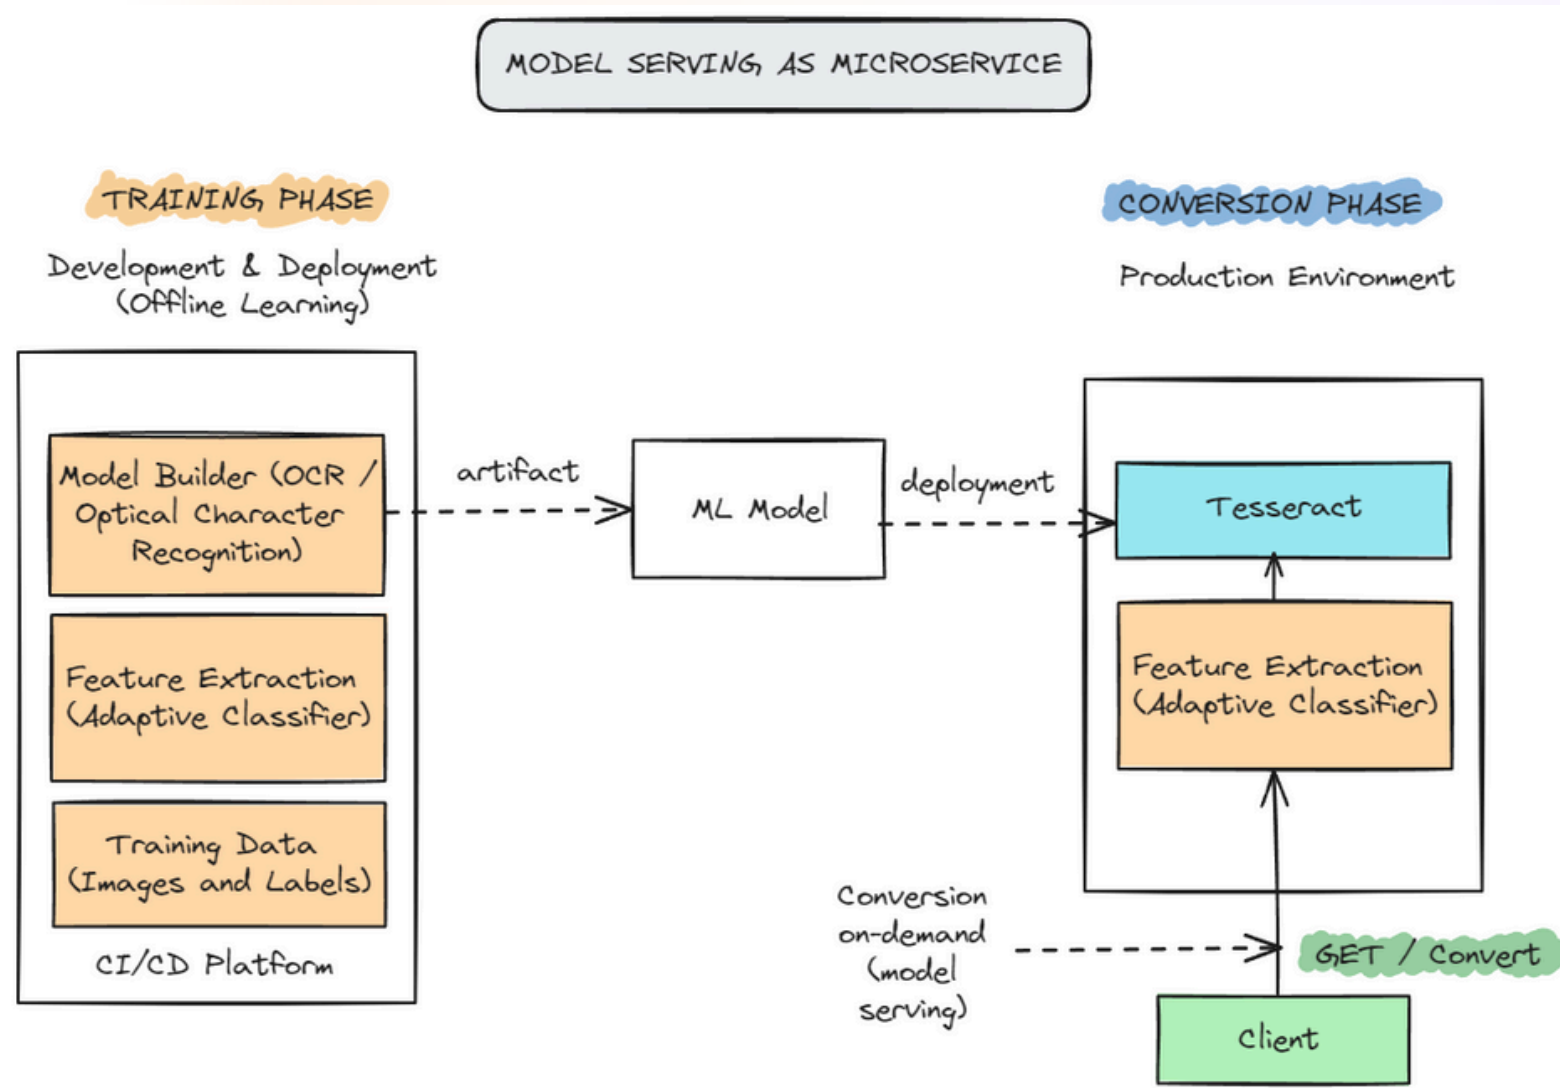 MODEL SERVING AS MICROSERVICE
TRAINING PHASE
Development & Deployment
(Offline Learning)
Model Builder (OCR /
Optical Character
Recognition)
Feature Extraction
(Adaptive Classifier)
Training Data
(Images and Labels)
CI/CD Platform
artifact
ML Model
deployment
CONVERSION PHASE
Production Environment
Tesseract
Feature Extraction
(Adaptive Classifier)
Conversion
on-demand
(model
serving)
GET / Convert
Client